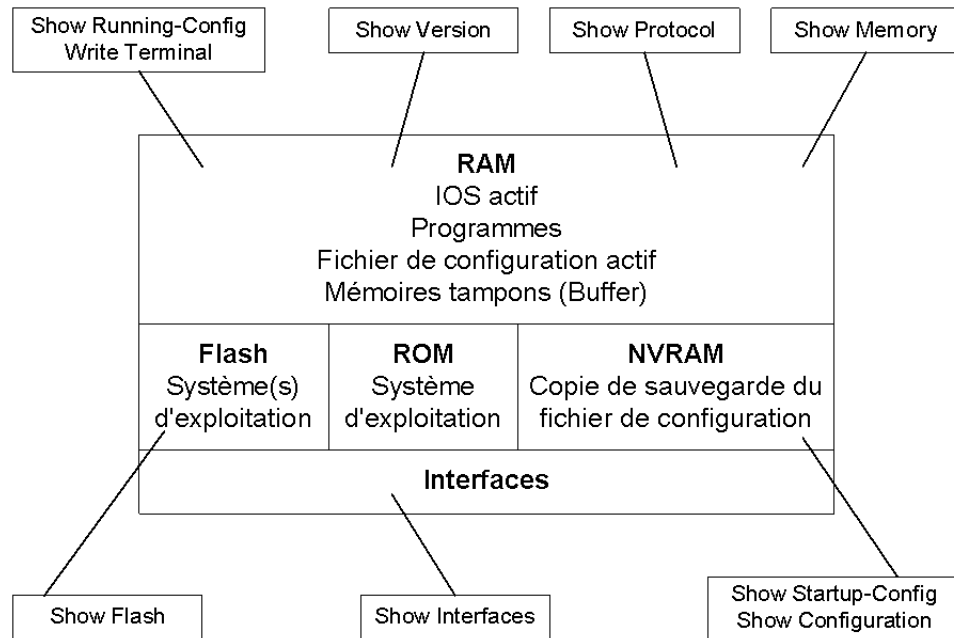 Show Running-Config
Write Terminal
Show Version
Show Protocol
Show Memory
RAM
IOS actif
Programmes
Fichier de configuration actif
Mémoires tampons (Buffer)
Flash
Système(s)
d'exploitation
ROM
Système
d'exploitation
NVRAM
Copie de sauvegarde du
fichier de configuration
Interfaces
Show Flash
Show Interfaces
Show Startup-Config
Show Configuration